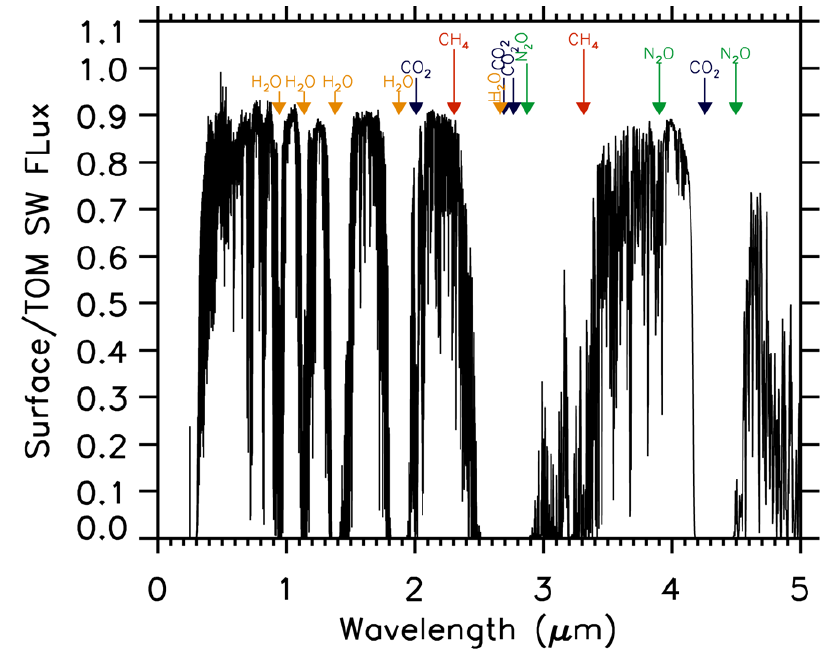 1.1
1.0
0.9
0.8
0.7
0.6
0.5
0.4
0.3
0.2
0.1
0.0
Surface/TOM SW FLux
H₂O
H₂O
H₂O
H₂O
CO₂
CH₄
H₂O
CO₂
CO₂
N₂O
CH₄
N₂O
CO₂
N₂O
0 1 2 3 4 5
Wavelength (μm)